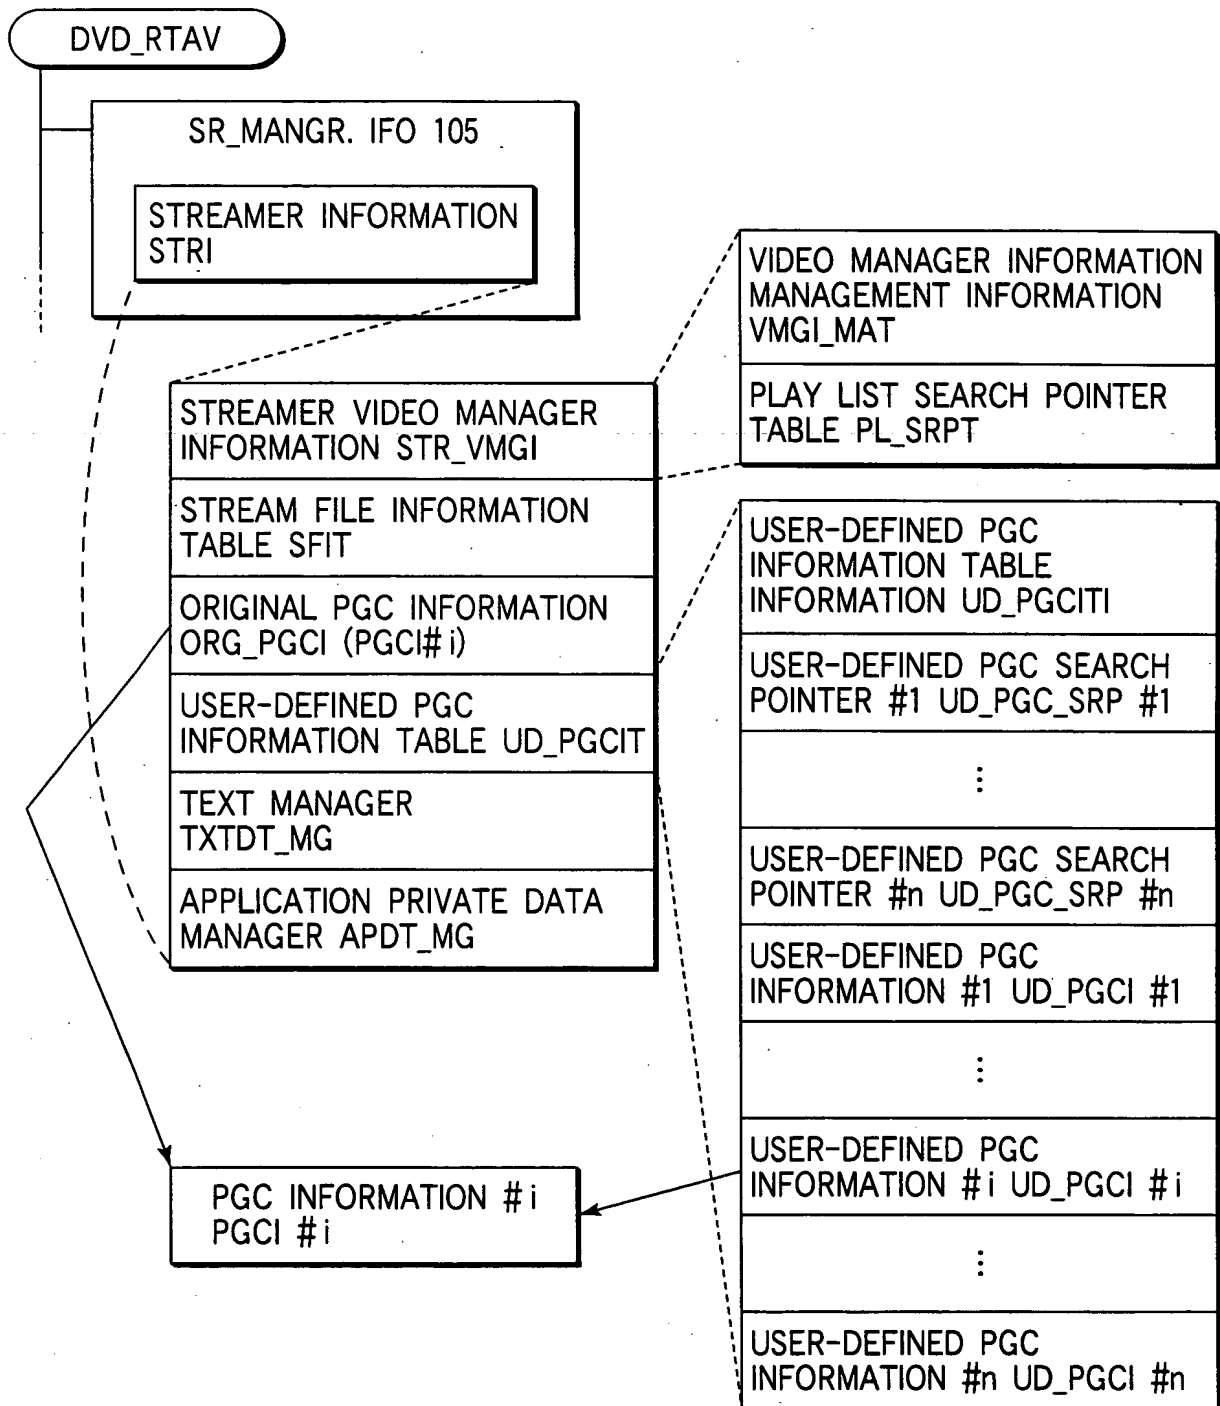 DVD_RTAV
SR_MANGR. IFO 105
STREAMER INFORMATION
STRI
STREAMER VIDEO MANAGER
INFORMATION STR_VMGI
STREAM FILE INFORMATION
TABLE SFIT
ORIGINAL PGC INFORMATION
ORG_PGCI (PGCI# i)
USER-DEFINED PGC
INFORMATION TABLE UD_PGCIT
TEXT MANAGER
TXTDT_MG
APPLICATION PRIVATE DATA
MANAGER APDT_MG
PGC INFORMATION # i
PGCI # i
VIDEO MANAGER INFORMATION
MANAGEMENT INFORMATION
VMGI_MAT
PLAY LIST SEARCH POINTER
TABLE PL_SRPT
USER-DEFINED PGC
INFORMATION TABLE
INFORMATION UD_PGCITI
USER-DEFINED PGC SEARCH
POINTER #1 UD_PGC_SRP #1
⋮
USER-DEFINED PGC SEARCH
POINTER #n UD_PGC_SRP #n
USER-DEFINED PGC
INFORMATION #1 UD_PGCI #1
⋮
USER-DEFINED PGC
INFORMATION # i UD_PGCI # i
⋮
USER-DEFINED PGC
INFORMATION #n UD_PGCI #n